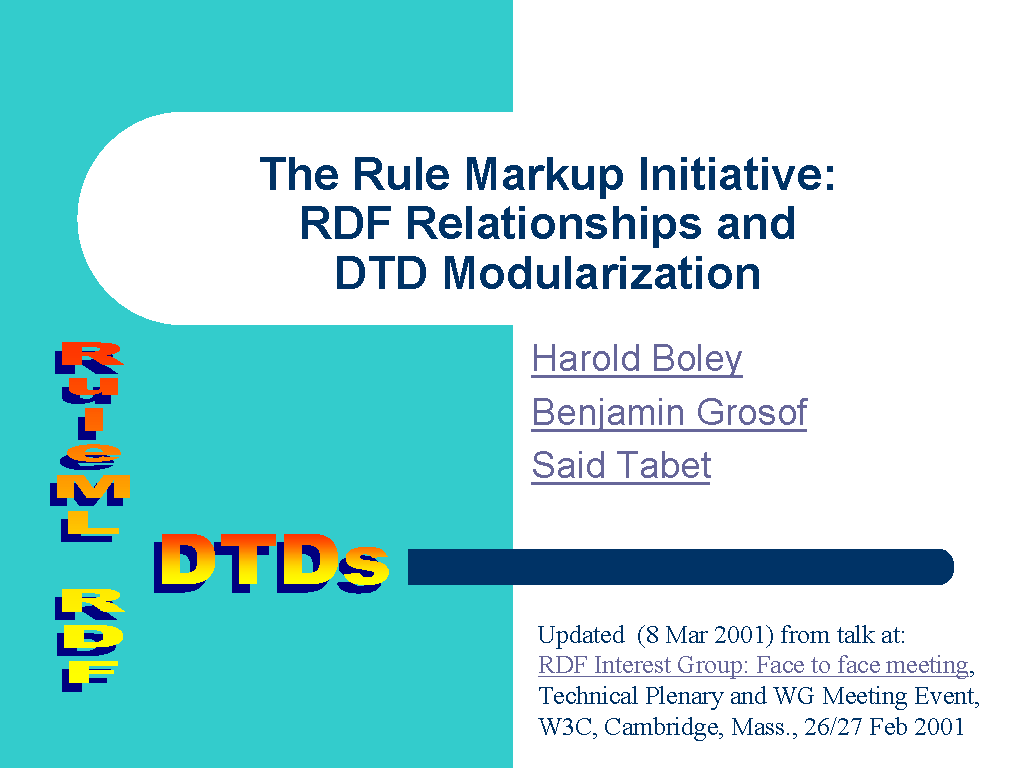 The Rule Markup Initiative:
RDF Relationships and
DTD Modularization
Harold Boley
Benjamin Grosof
Said Tabet
RuleML RDF
DTDs
Updated  (8 Mar 2001) from talk at:
RDF Interest Group: Face to face meeting,
Technical Plenary and WG Meeting Event,
W3C, Cambridge, Mass., 26/27 Feb 2001